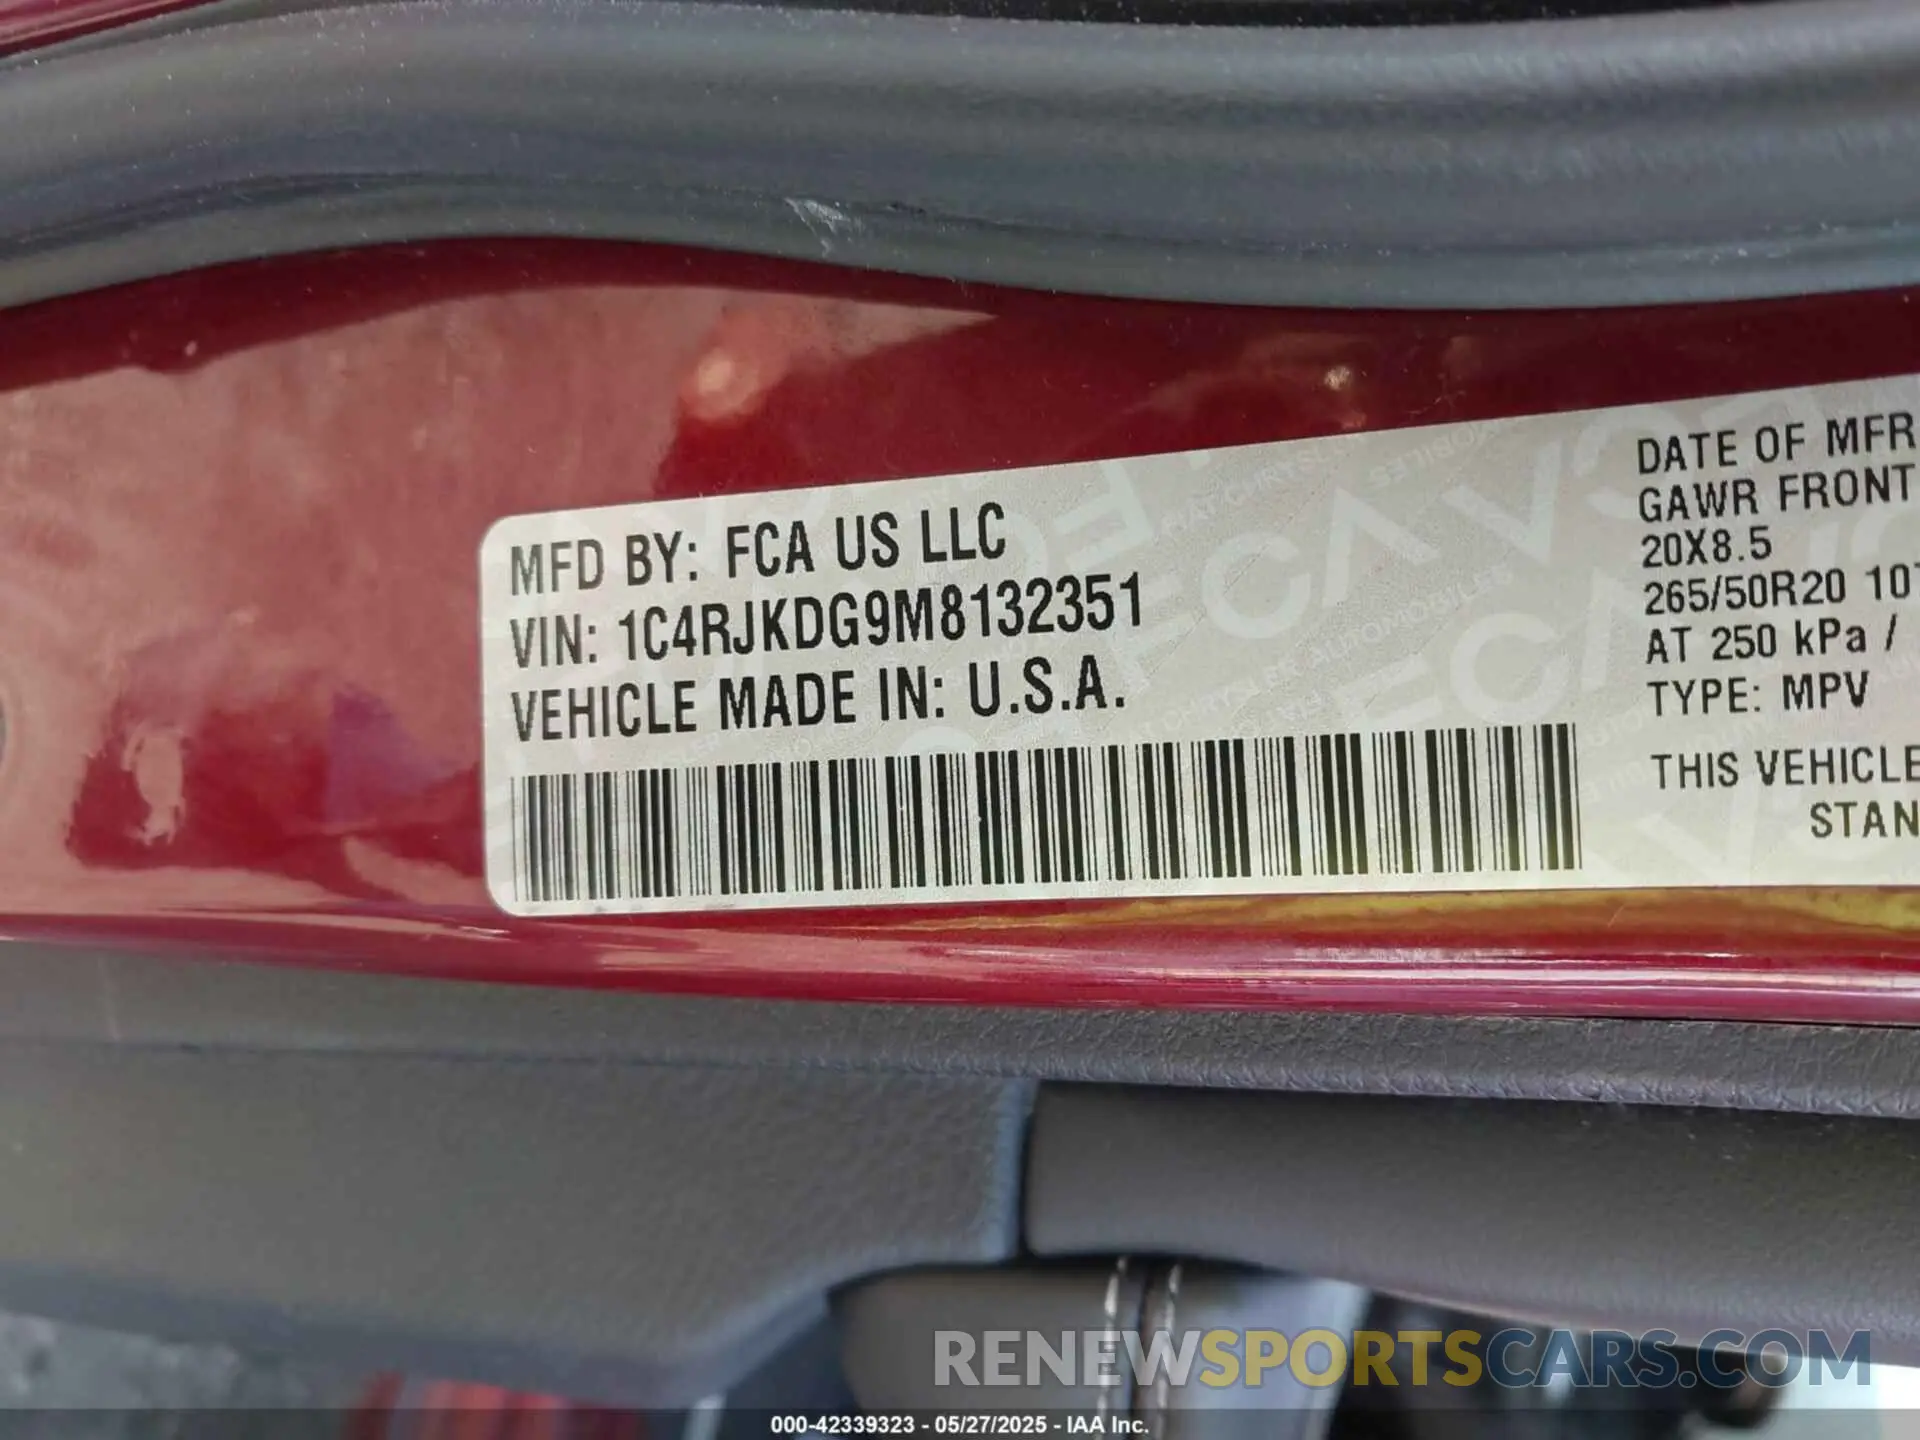 MFD BY: FCA US LLC
VIN: 1C4RJKDG9M8132351
VEHICLE MADE IN: U.S.A.
DATE OF MFR
GAWR FRONT
20X8.5
265/50R20 10
AT 250 kPa /
TYPE: MPV
THIS VEHICLE
STAN
RENEWSPORTSCARS.COM
000-42339323 - 05/27/2025 - IAA Inc.